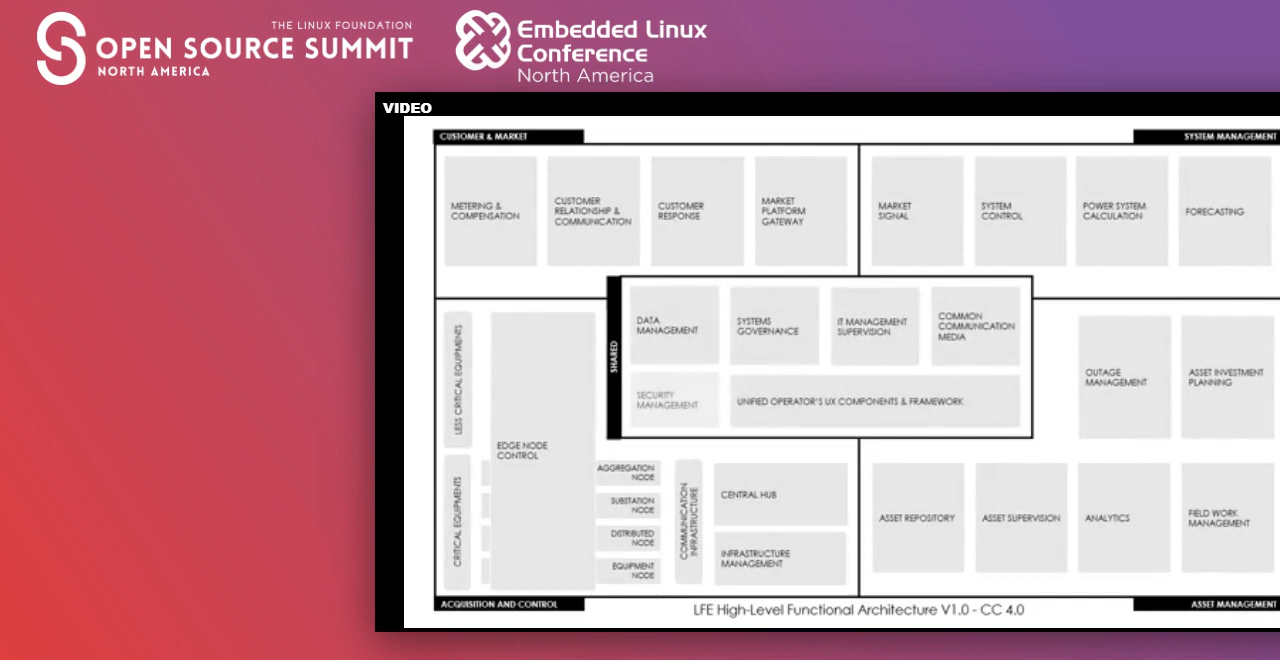 THE LINUX FOUNDATION
OPEN SOURCE SUMMIT
NORTH AMERICA
Embedded Linux
Conference
North America
VIDEO
CUSTOMER & MARKET
SYSTEM MANAGEMENT
METERING &
COMPENSATION
CUSTOMER
RELATIONSHIP &
COMMUNICATION
CUSTOMER
RESPONSE
MARKET
PLATFORM
GATEWAY
MARKET
SIGNAL
SYSTEM
CONTROL
POWER SYSTEM
CALCULATION
FORECASTING
SHARED
DATA
MANAGEMENT
SYSTEMS
GOVERNANCE
IT MANAGEMENT
SUPERVISION
COMMON
COMMUNICATION
MEDIA
SECURITY
MANAGEMENT
UNIFIED OPERATOR'S UX COMPONENTS & FRAMEWORK
OUTAGE
MANAGEMENT
ASSET INVESTMENT
PLANNING
LESS CRITICAL EQUIPMENTS
CRITICAL EQUIPMENTS
EDGE NODE
CONTROL
AGGREGATION
NODE
SUBSTATION
NODE
DISTRIBUTED
NODE
EQUIPMENT
NODE
COMMUNICATION
INFRASTRUCTURE
CENTRAL HUB
INFRASTRUCTURE
MANAGEMENT
ASSET REPOSITORY
ASSET SUPERVISION
ANALYTICS
FIELD WORK
MANAGEMENT
ACQUISITION AND CONTROL
LFE High-Level Functional Architecture V1.0 - CC 4.0
ASSET MANAGEMENT